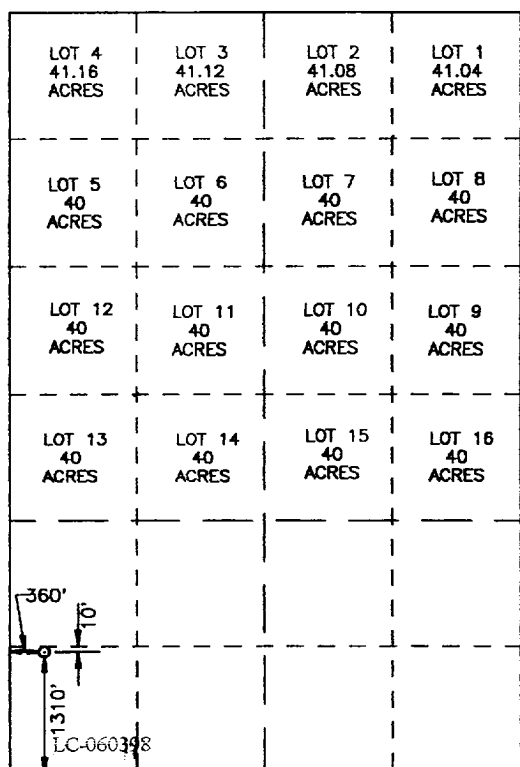 LOT 4
41.16
ACRES
LOT 3
41.12
ACRES
LOT 2
41.08
ACRES
LOT 1
41.04
ACRES
LOT 5
40
ACRES
LOT 6
40
ACRES
LOT 7
40
ACRES
LOT 8
40
ACRES
LOT 12
40
ACRES
LOT 11
40
ACRES
LOT 10
40
ACRES
LOT 9
40
ACRES
LOT 13
40
ACRES
LOT 14
40
ACRES
LOT 15
40
ACRES
LOT 16
40
ACRES
360'
10'
1310'
LC-060398